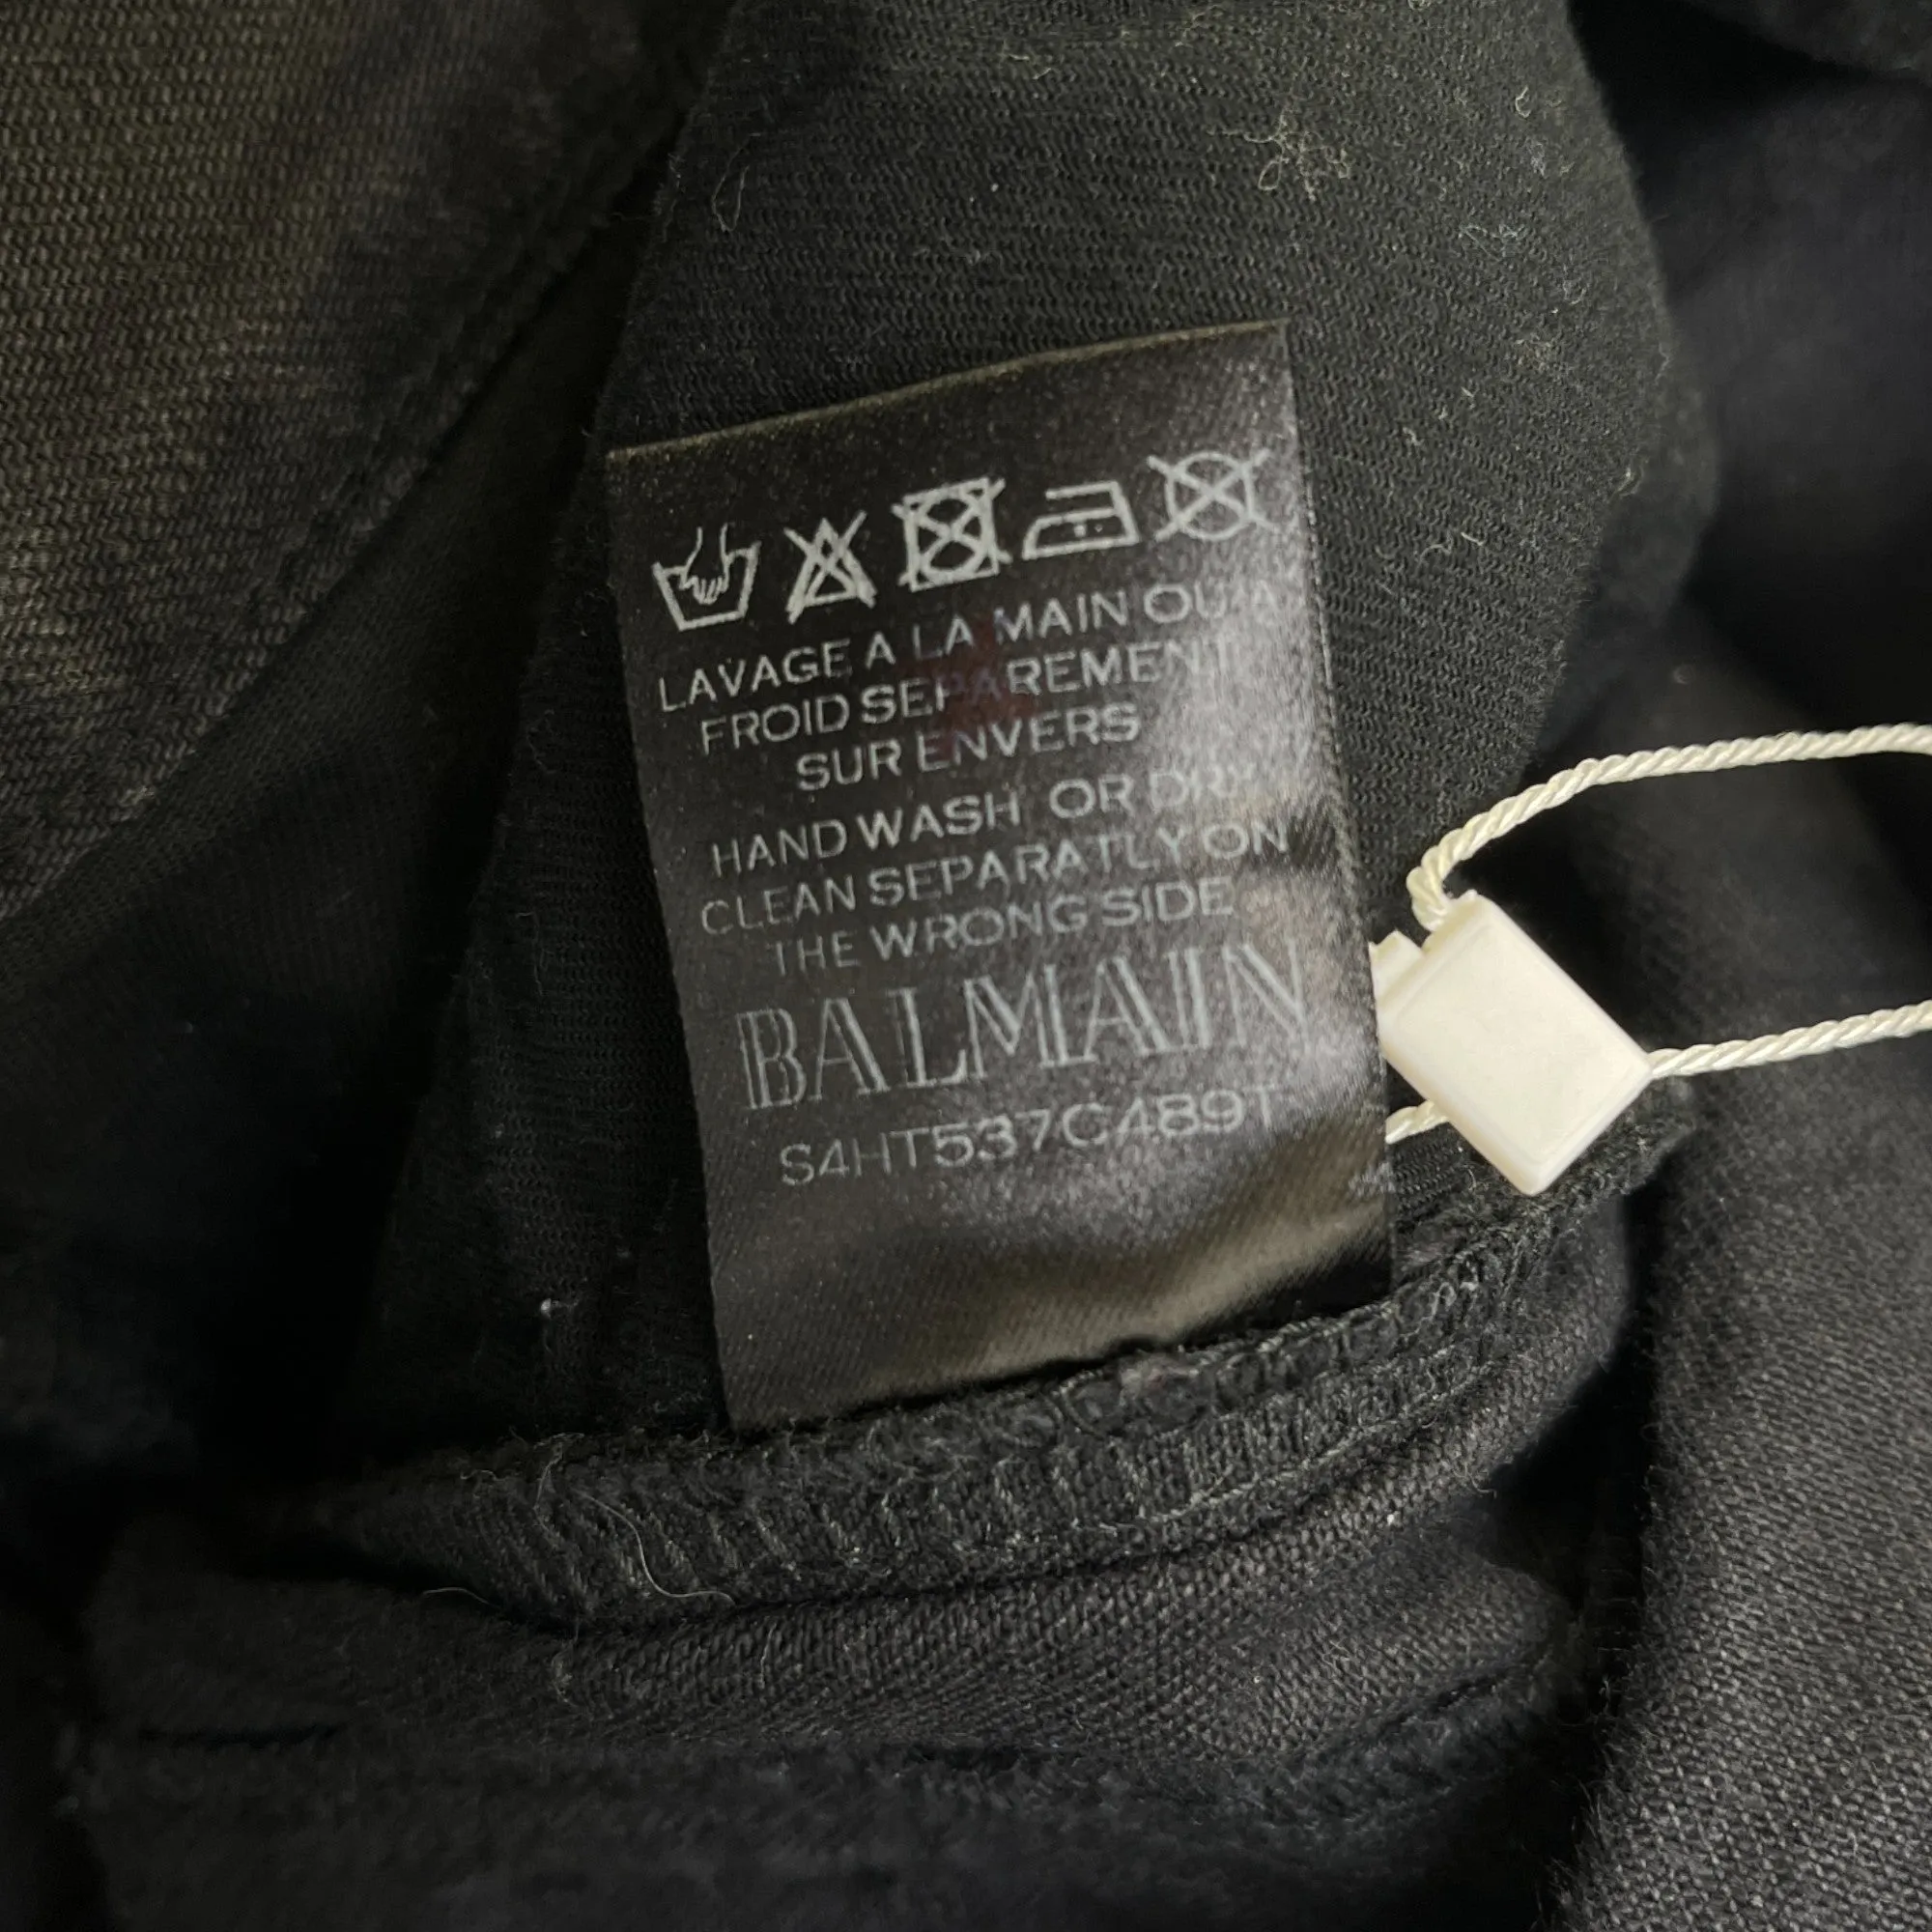 LAVAGE A LA MAIN OU A
FROID SEPAREMENT
SUR ENVERS
HAND WASH OR DRY
CLEAN SEPARATLY ON
THE WRONG SIDE
BALMAIN
S4HT537C489T